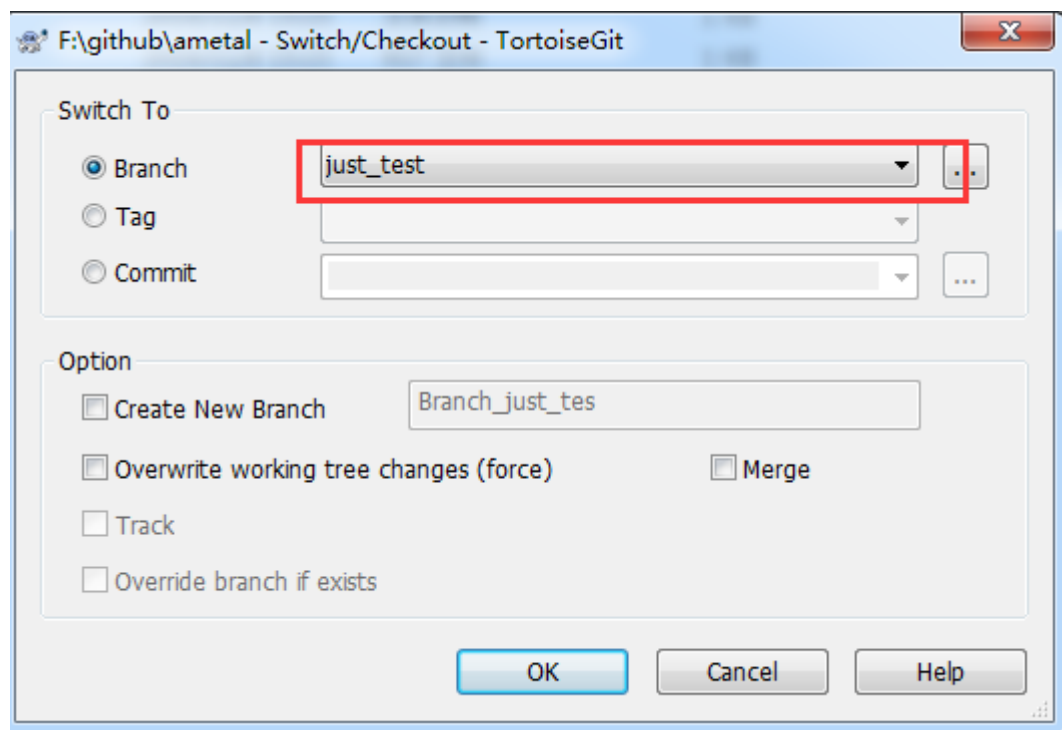 F:\github\ametal - Switch/Checkout - TortoiseGit
Switch To
Branch just_test ...
Tag
Commit ...
Option
Create New Branch Branch_just_tes
Overwrite working tree changes (force) Merge
Track
Override branch if exists
OK Cancel Help